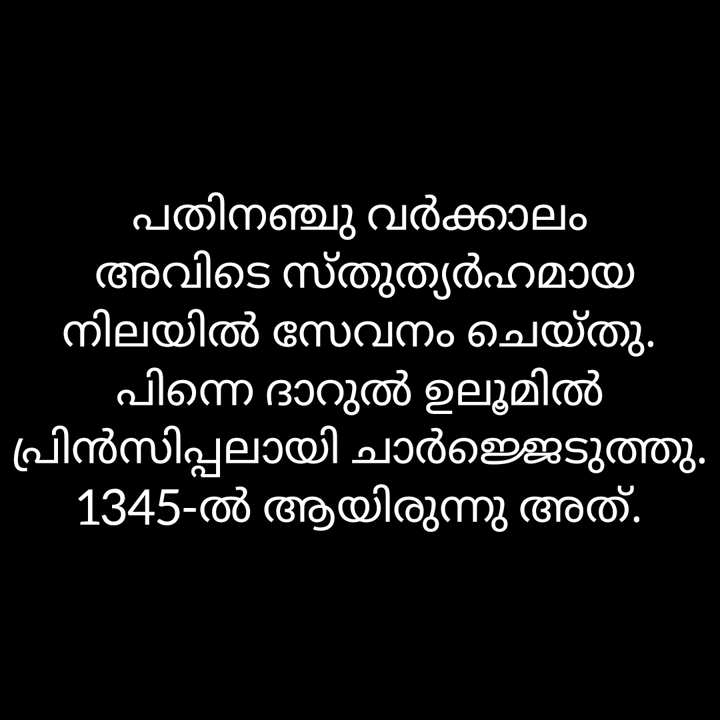 പതിനഞ്ചു വർക്കാലം
അവിടെ സ്തുത്യർഹമായ
നിലയിൽ സേവനം ചെയ്തു.
പിന്നെ ദാറുൽ ഉലൂമിൽ
പ്രിൻസിപ്പലായി ചാർജ്ജെടുത്തു.
1345-ൽ ആയിരുന്നു അത്.